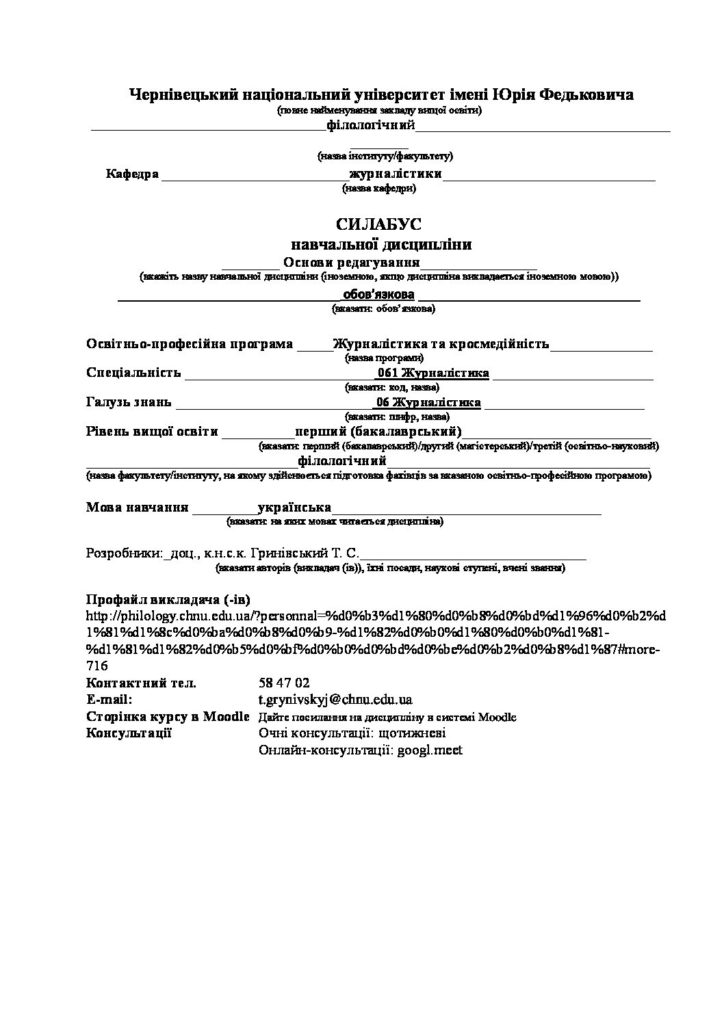 Чернівецький національний університет імені Юрія Федьковича
(повне найменування закладу вищої освіти)
філологічний
(назва інституту/факультету)
Кафедра журналістики
(назва кафедри)
СИЛАБУС
навчальної дисципліни
Основи редагування
(вкажіть назву навчальної дисципліни (іноземною, якщо дисципліна викладається іноземною мовою))
обов’язкова
(вказати: обов’язкова)
Освітньо-професійна програма Журналістика та кросмедійність
(назва програми)
Спеціальність 061 Журналістика
(вказати: код, назва)
Галузь знань 06 Журналістика
(вказати: шифр, назва)
Рівень вищої освіти перший (бакалаврський)
(вказати: перший (бакалаврський)/другий (магістерський)/третій (освітньо-науковий)
філологічний
(назва факультету/інституту, на якому здійснюється підготовка фахівців за вказаною освітньо-професійною програмою)
Мова навчання українська
(вказати: на яких мовах читається дисципліна)
Розробники: доц., к.н.с.к. Гринівський Т. С.
(вказати авторів (викладач (ів)), їхні посади, наукові ступені, вчені звання)
Профайл викладача (-ів)
http://philology.chnu.edu.ua/?personnal=%d0%b3%d1%80%d0%b8%d0%bd%d1%96%d0%b2%d
1%81%d1%8c%d0%ba%d0%b8%d0%b9-%d1%82%d0%b0%d1%80%d0%b0%d1%81-
%d1%81%d1%82%d0%b5%d0%bf%d0%b0%d0%bd%d0%be%d0%b2%d0%b8%d1%87#more-
716
Контактний тел. 58 47 02
E-mail: t.grynivskyj@chnu.edu.ua
Сторінка курсу в Moodle Дайте посилання на дисципліну в системі Moodle
Консультації Очні консультації: щотижневі
Онлайн-консультації: googl.meet